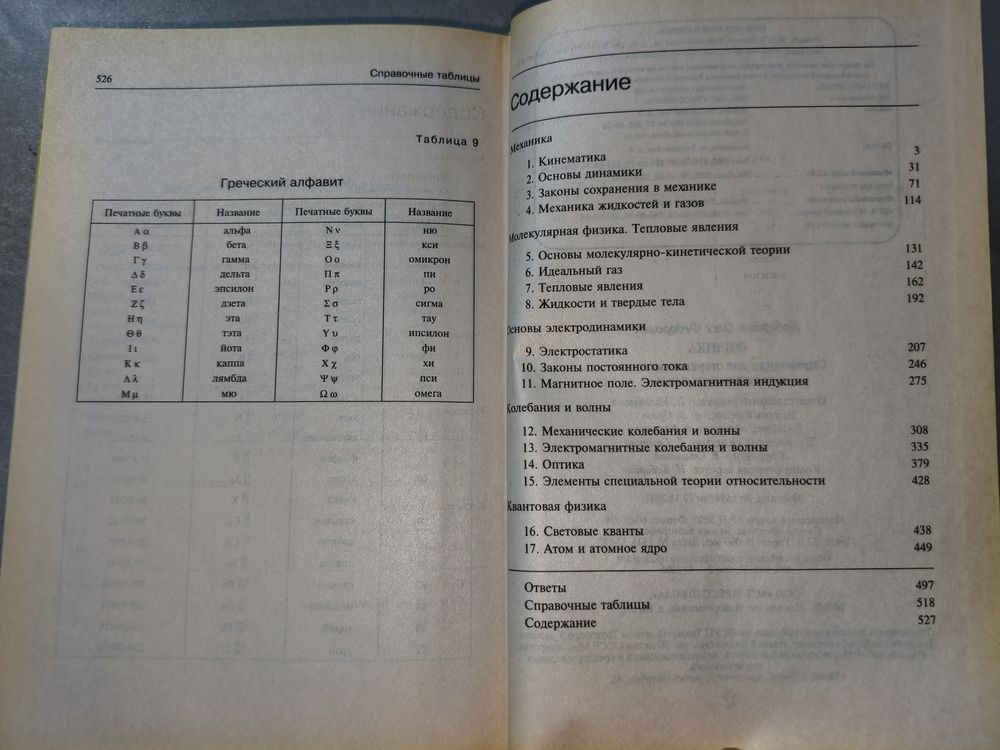 526
Справочные таблицы
Таблица 9
Греческий алфавит
Печатные буквы Название Печатные буквы Название
Α α альфа Ν ν ню
Β β бета Ξ ξ кси
Γ γ гамма Ο ο омикрон
Δ δ дельта Π π пи
Ε ε эпсилон Ρ ρ ро
Ζ ζ дзета Σ σ сигма
Η η эта Τ τ тау
Θ θ тэта Υ υ ипсилон
Ι ι йота Φ φ фи
Κ κ каппа Χ χ хи
Λ λ лямбда Ψ ψ пси
Μ μ мю Ω ω омега
Содержание
Механика
1. Кинематика 3
2. Основы динамики 31
3. Законы сохранения в механике 71
4. Механика жидкостей и газов 114
Молекулярная физика. Тепловые явления
5. Основы молекулярно-кинетической теории 131
6. Идеальный газ 142
7. Тепловые явления 162
8. Жидкости и твердые тела 192
Основы электродинамики
9. Электростатика 207
10. Законы постоянного тока 246
11. Магнитное поле. Электромагнитная индукция 275
Колебания и волны
12. Механические колебания и волны 308
13. Электромагнитные колебания и волны 335
14. Оптика 379
15. Элементы специальной теории относительности 428
Квантовая физика
16. Световые кванты 438
17. Атом и атомное ядро 449
Ответы 497
Справочные таблицы 518
Содержание 527